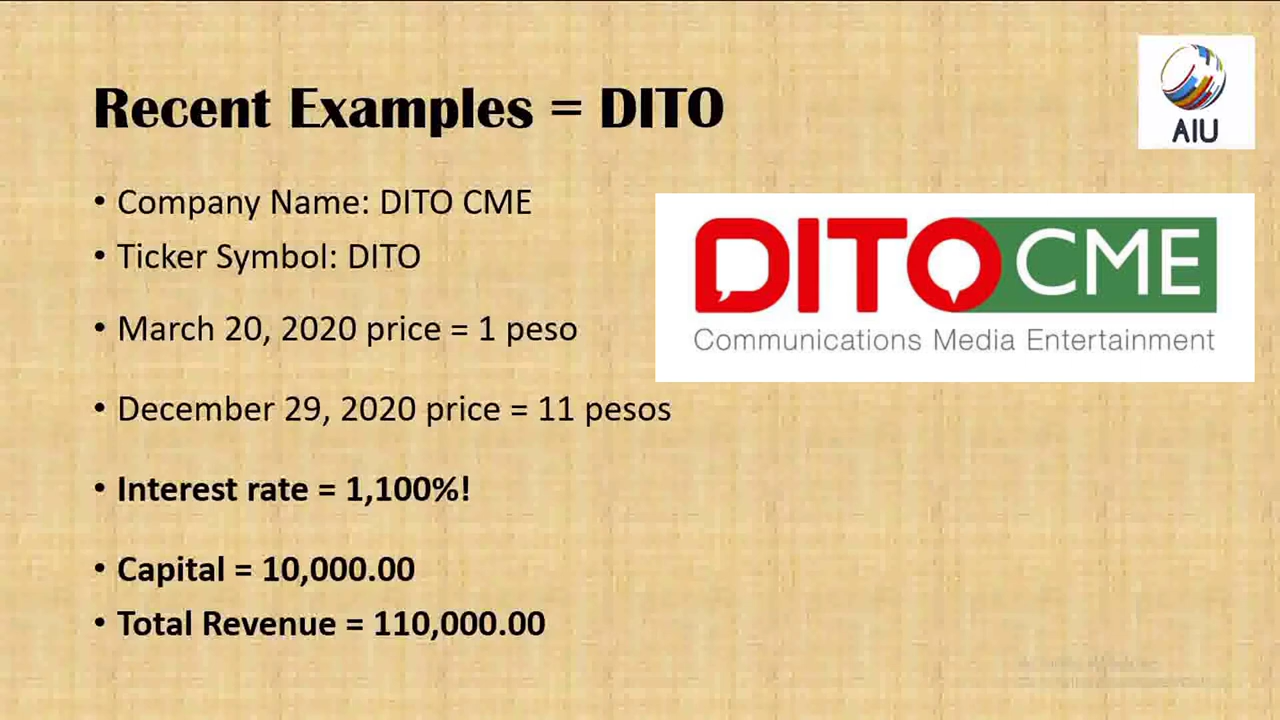 Recent Examples = DITO
AIU
• Company Name: DITO CME
• Ticker Symbol: DITO
• March 20, 2020 price = 1 peso
• December 29, 2020 price = 11 pesos
• Interest rate = 1,100%!
• Capital = 10,000.00
• Total Revenue = 110,000.00
DITO CME
Communications Media Entertainment